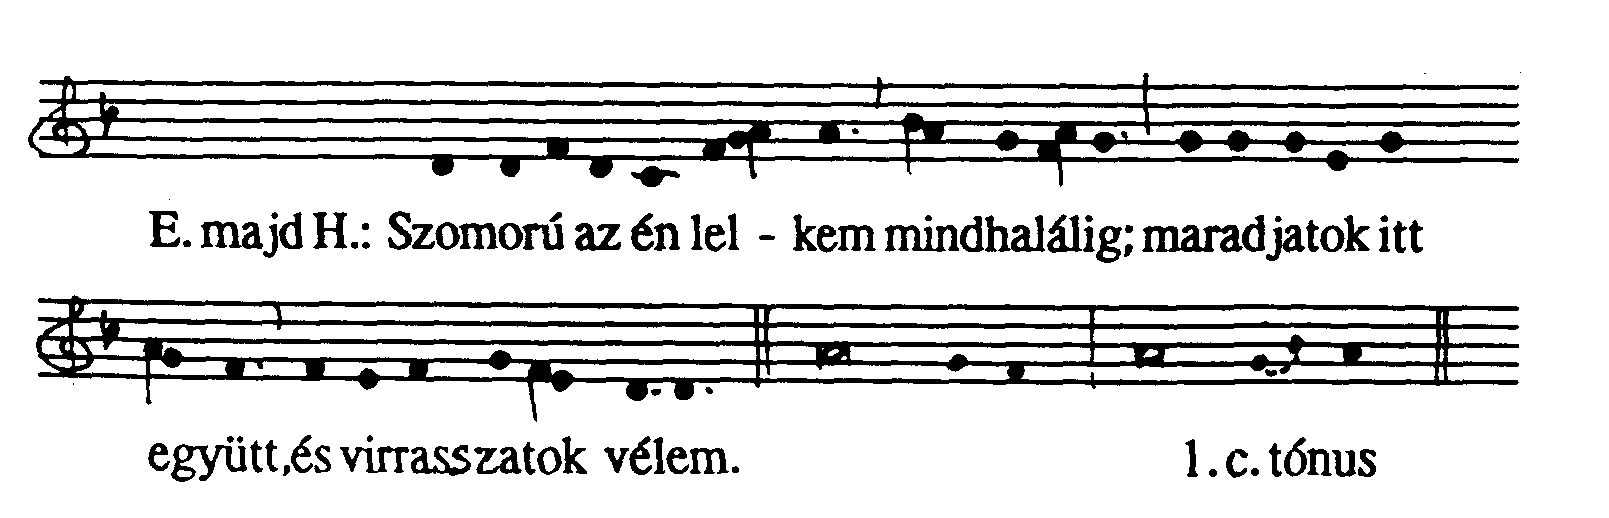 E. majd H.: Szomorú az én lel - kem mindhalálig; maradjatok itt
együtt, és virrasszatok vélem. 1. c. tónus